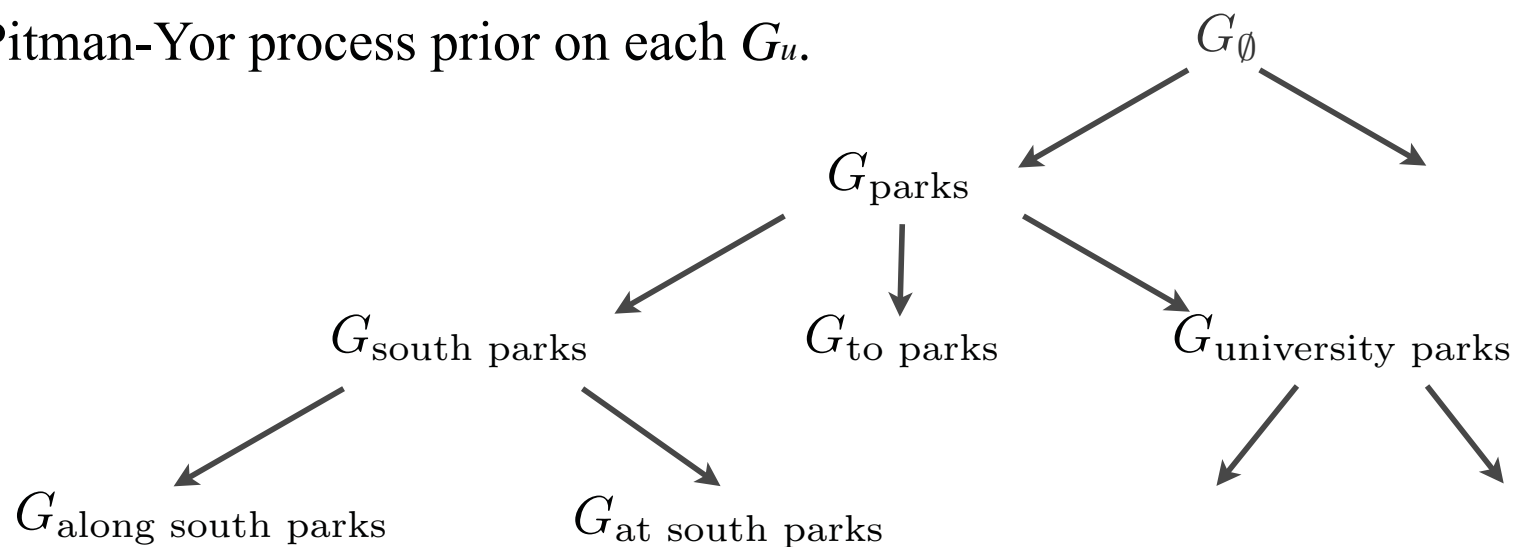 Pitman-Yor process prior on each Gu.
G∅
Gparks
Gsouth parks Gto parks Guniversity parks
Galong south parks Gat south parks